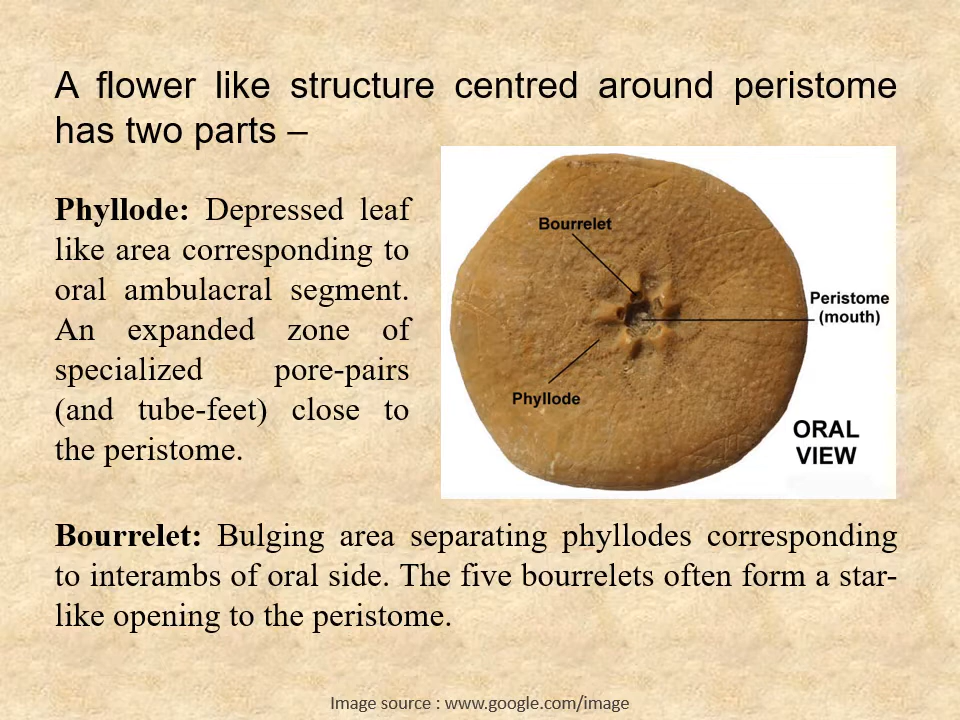 A flower like structure centred around peristome
has two parts –
Phyllode: Depressed leaf
like area corresponding to
oral ambulacral segment.
An expanded zone of
specialized pore-pairs
(and tube-feet) close to
the peristome.
Bourrelet
Peristome
(mouth)
Phyllode
ORAL
VIEW
Bourrelet: Bulging area separating phyllodes corresponding
to interambs of oral side. The five bourrelets often form a star-
like opening to the peristome.
Image source : www.google.com/image